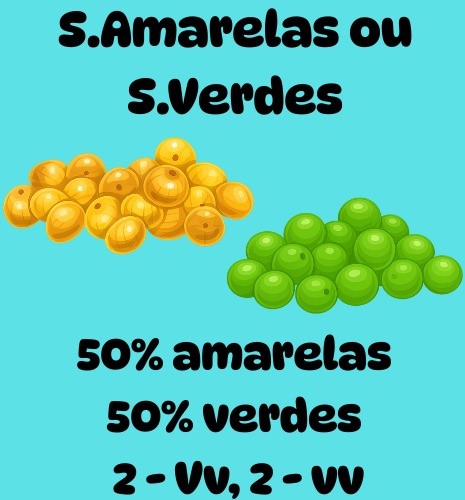 S.Amarelas ou
S.Verdes
50% amarelas
50% verdes
2 - Vv, 2 - vv